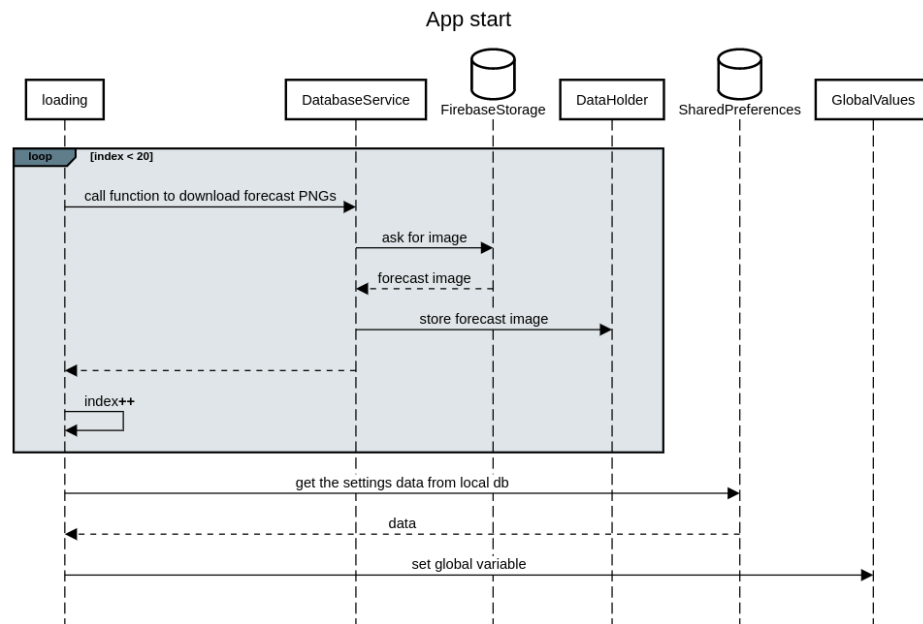 App start
loading
DatabaseService
FirebaseStorage
DataHolder
SharedPreferences
GlobalValues
loop [index < 20]
call function to download forecast PNGs
ask for image
forecast image
store forecast image
index++
get the settings data from local db
data
set global variable